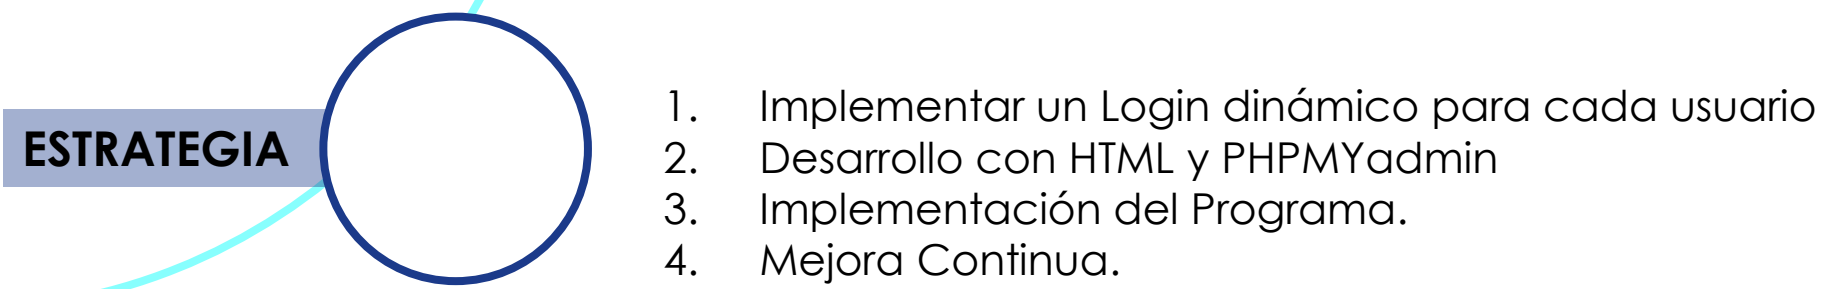 ESTRATEGIA
1. Implementar un Login dinámico para cada usuario
2. Desarrollo con HTML y PHPMYadmin
3. Implementación del Programa.
4. Mejora Continua.